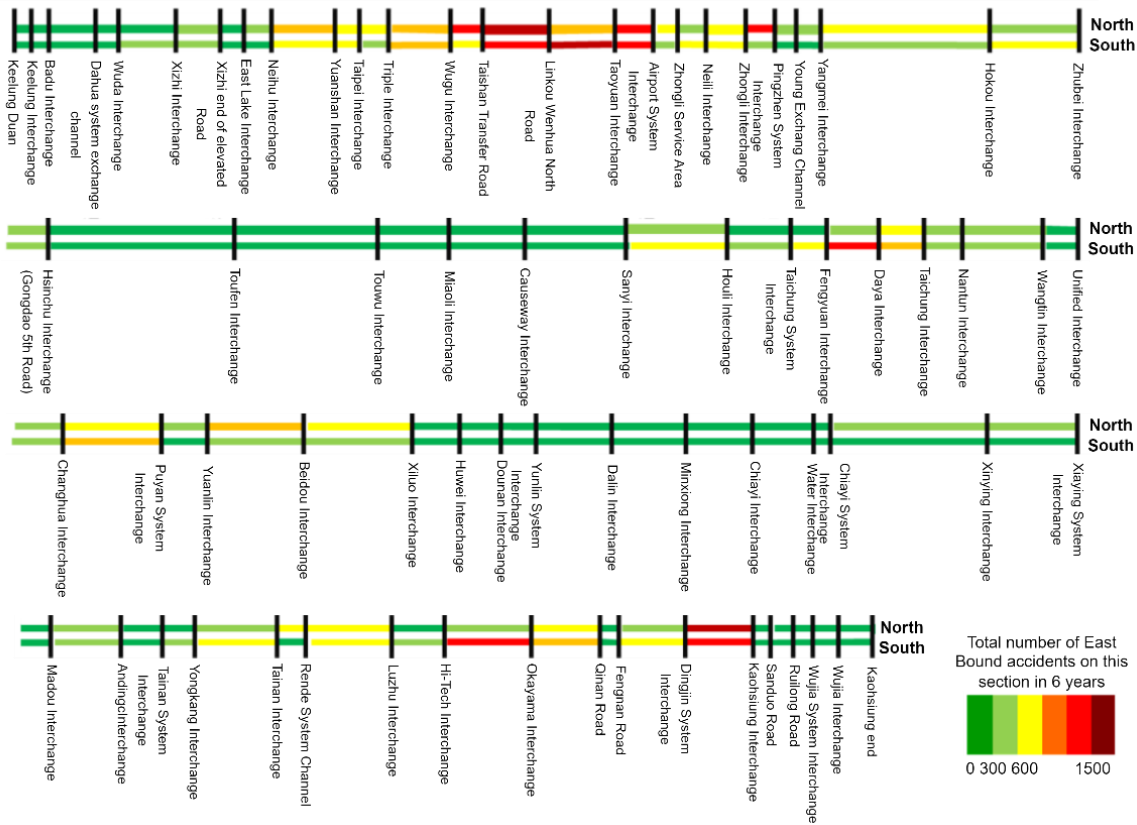 North
South
Keelung Duan
Keelung Interchange
Badu Interchange
Dahua system exchange
channel
Wuda Interchange
Xizhi Interchange
Road
Xizhi end of elevated
East Lake Interchange
Neihu Interchange
Yuanshan Interchange
Taipei Interchange
Triple Interchange
Wugu Interchange
Taishan Transfer Road
Linkou Wenhua North
Road
Taoyuan Interchange
Interchange
Airport System
Zhongli Service Area
Neili Interchange
Zhongli Interchange
Interchange
Pingzhen System
Young Exchang Channel
Yangmei Interchange
Hokou Interchange
Zhubei Interchange
North
South
(Gongdao 5th Road)
Hsinchu Interchange
Toufen Interchange
Touwu Interchange
Miaoli Interchange
Causeway Interchange
Sanyi Interchange
Houli Interchange
Interchange
Taichung System
Fengyuan Interchange
Daya Interchange
Taichung Interchange
Nantun Interchange
Wangtin Interchange
Unified Interchange
North
South
Changhua Interchange
Interchange
Puyan System
Yuanlin Interchange
Beidou Interchange
Xiluo Interchange
Huwei Interchange
Dounan Interchange
Interchange
Yunlin System
Dalin Interchange
Minxiong Interchange
Chiayi Interchange
Water Interchange
Interchange
Chiayi System
Xinying Interchange
Interchange
Xiaying System
North
South
Madou Interchange
AndingcInterchange
Interchange
Tainan System
Yongkang Interchange
Tainan Interchange
Rende System Channel
Luzhu Interchange
Hi-Tech Interchange
Okayama Interchange
Qinan Road
Fengnan Road
Interchange
Dingjin System
Kaohsiung Interchange
Sanduo Road
Ruilong Road
Wujia System Interchange
Wujia Interchange
Kaohsiung end
Total number of East
Bound accidents on this
section in 6 years
0 300 600 1500